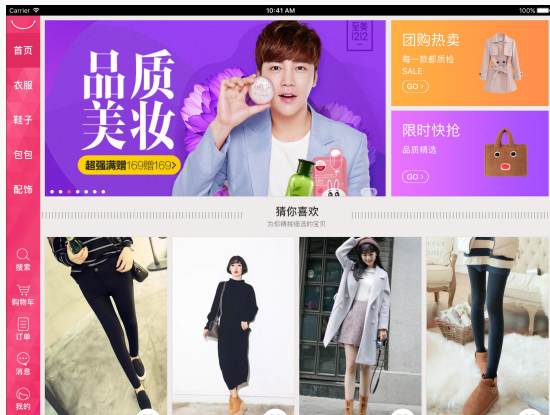 Carrier
10:41 AM
100%
首页
衣服
鞋子
包包
配饰
搜索
购物车
订单
消息
我的
品质
美妆
超强满赠169赠169>
至美
1212
团购热卖
每一款都质检
SALE
GO >
限时快抢
品质精选
GO >
猜你喜欢
为你精挑细选的宝贝